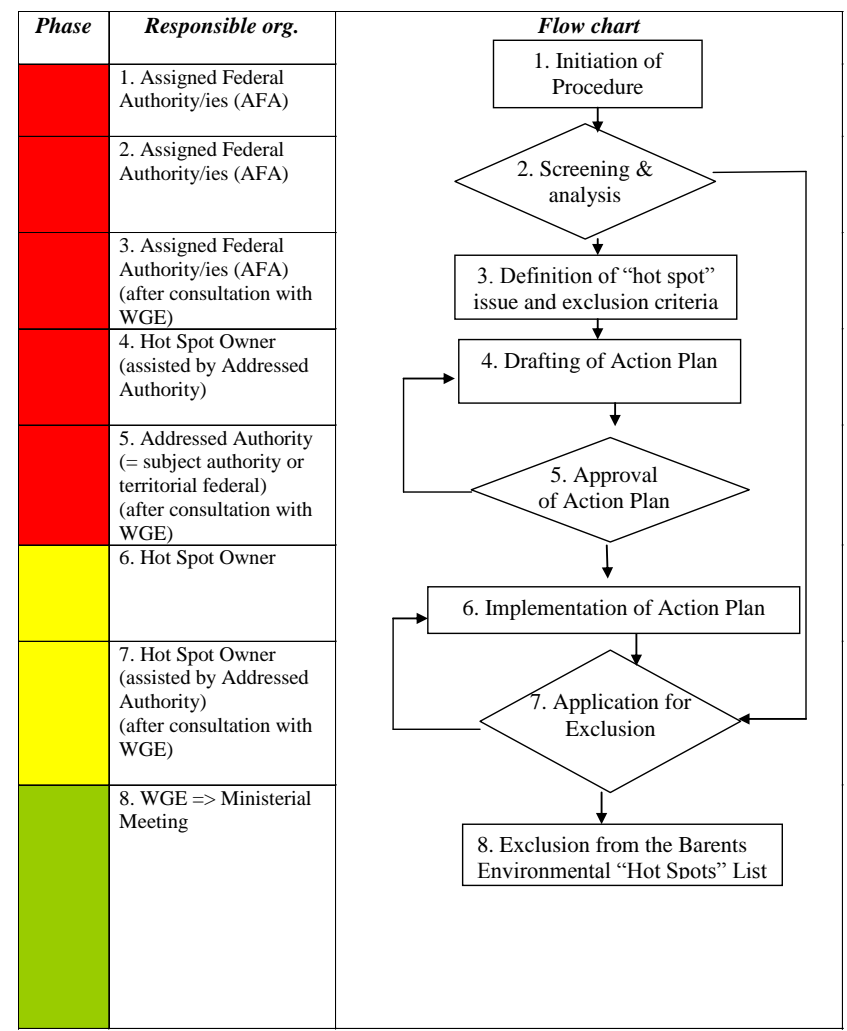 Phase
Responsible org.
Flow chart
1. Assigned Federal
Authority/ies (AFA)
1. Initiation of
Procedure
2. Assigned Federal
Authority/ies (AFA)
2. Screening &
analysis
3. Assigned Federal
Authority/ies (AFA)
(after consultation with
WGE)
3. Definition of “hot spot”
issue and exclusion criteria
4. Hot Spot Owner
(assisted by Addressed
Authority)
4. Drafting of Action Plan
5. Addressed Authority
(= subject authority or
territorial federal)
(after consultation with
WGE)
5. Approval
of Action Plan
6. Hot Spot Owner
6. Implementation of Action Plan
7. Hot Spot Owner
(assisted by Addressed
Authority)
(after consultation with
WGE)
7. Application for
Exclusion
8. WGE => Ministerial
Meeting
8. Exclusion from the Barents
Environmental “Hot Spots” List